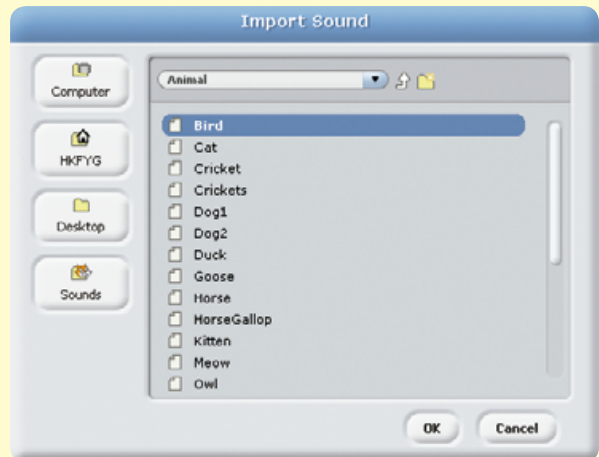 Import Sound
Computer
HKFYG
Desktop
Sounds
Animal
Bird
Cat
Cricket
Crickets
Dog1
Dog2
Duck
Goose
Horse
HorseGallop
Kitten
Meow
Owl
OK
Cancel